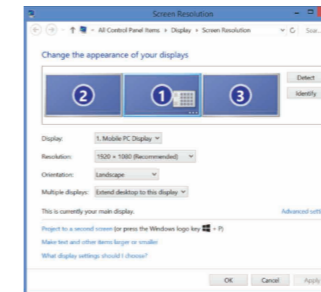 Screen Resolution
« All Control Panel Items › Display › Screen Resolution
Change the appearance of your displays
2
1
3
Detect
Identify
Display: 1. Mobile PC Display
Resolution: 1920 × 1080 (Recommended)
Orientation: Landscape
Multiple displays: Extend desktop to this display
This is currently your main display.
Advanced sett
Project to a second screen (or press the Windows logo key + P)
Make text and other items larger or smaller
What display settings should I choose?
OK
Cancel
Apply